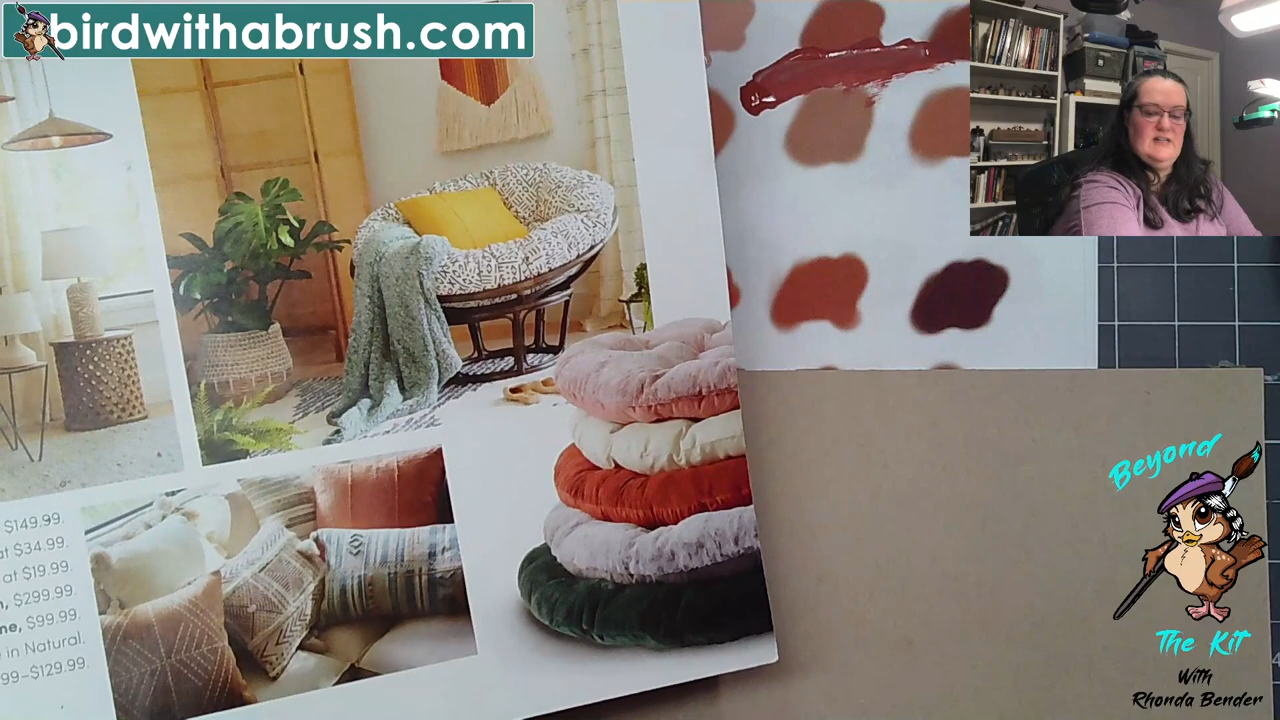 birdwithabrush.com
$149.99.
at $34.99.
at $19.99.
$299.99.
ne, $99.99.
in Natural.
99–$129.99.
Beyond
The Kit
With
Rhonda Bender